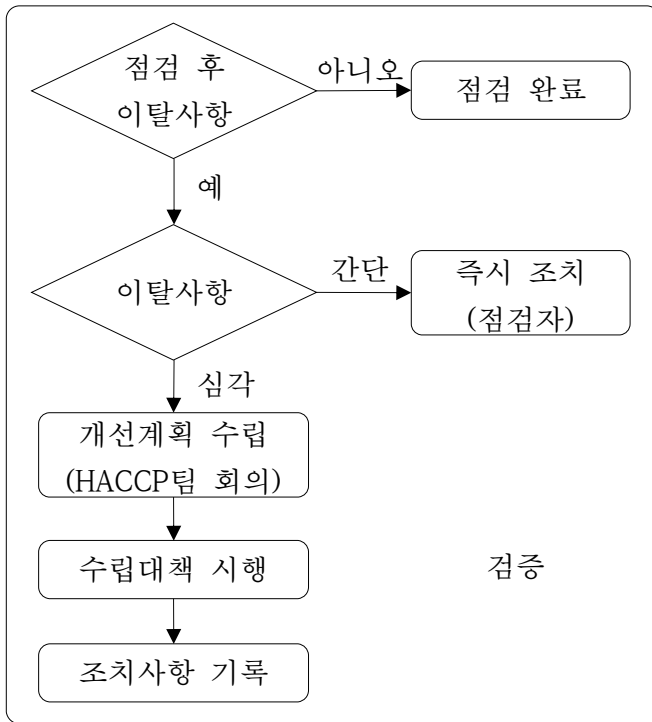 점검 후
이탈사항
아니오
점검 완료
예
이탈사항
간단
즉시 조치
(점검자)
심각
개선계획 수립
(HACCP팀 회의)
수립대책 시행
검증
조치사항 기록